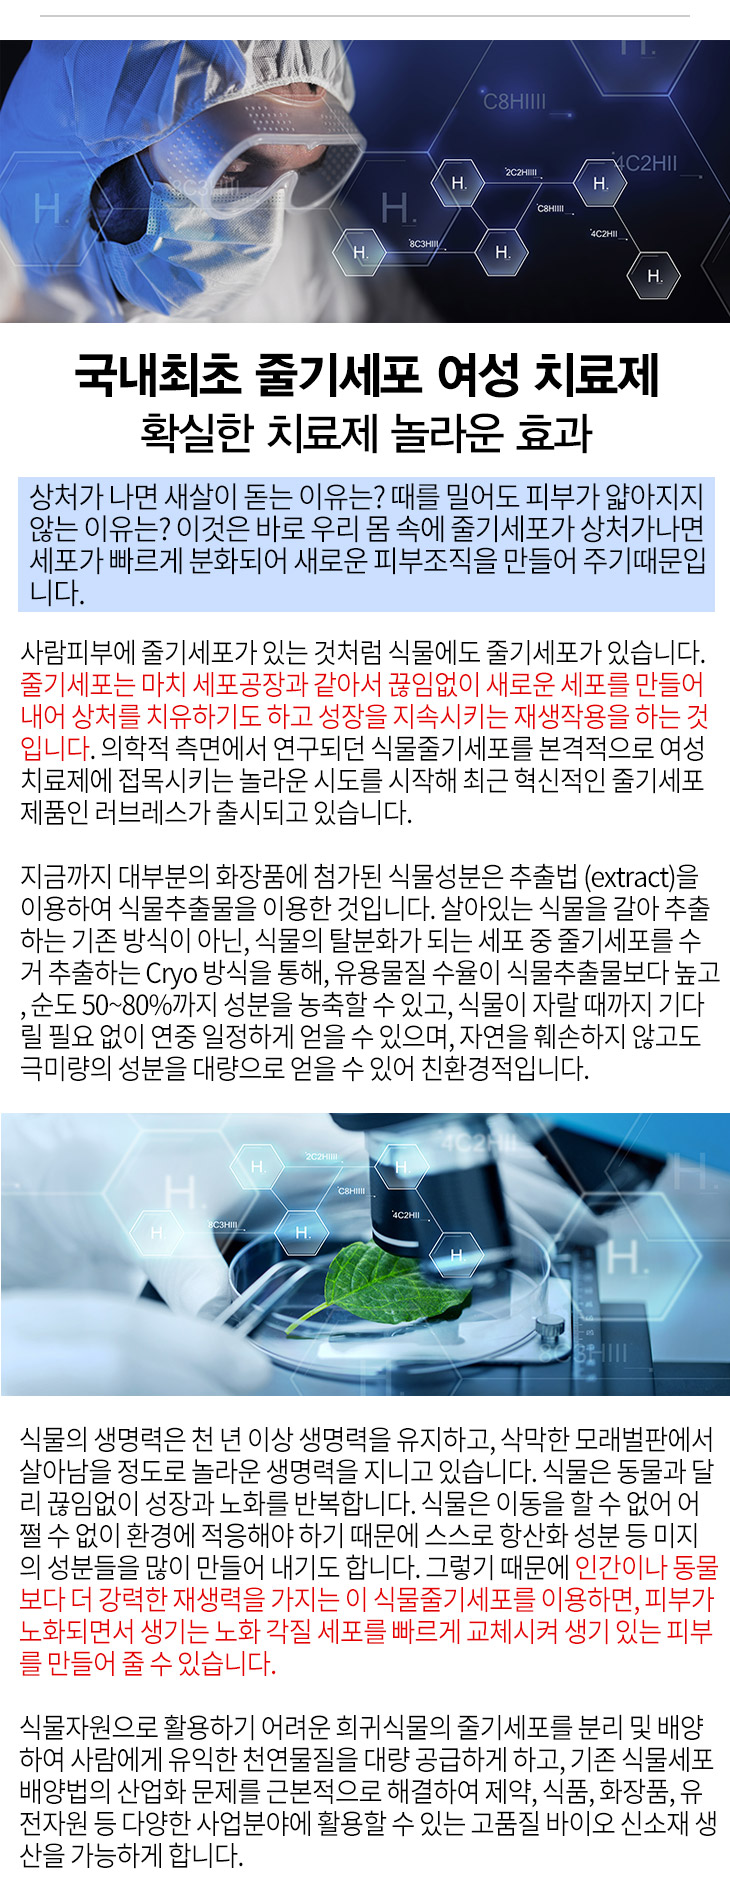 C8HIIII
H.
4C2HII
8C3HIII
H.
H.
H.
2C2HIIII
H.
C8HIIII
4C2HII
H.
8C3HIII
H.
H.
국내최초 줄기세포 여성 치료제
확실한 치료제 놀라운 효과
상처가 나면 새살이 돋는 이유는? 때를 밀어도 피부가 얇아지지
않는 이유는? 이것은 바로 우리 몸 속에 줄기세포가 상처가나면
세포가 빠르게 분화되어 새로운 피부조직을 만들어 주기때문입
니다.
사람피부에 줄기세포가 있는 것처럼 식물에도 줄기세포가 있습니다.
줄기세포는 마치 세포공장과 같아서 끊임없이 새로운 세포를 만들어
내어 상처를 치유하기도 하고 성장을 지속시키는 재생작용을 하는 것
입니다. 의학적 측면에서 연구되던 식물줄기세포를 본격적으로 여성
치료제에 접목시키는 놀라운 시도를 시작해 최근 혁신적인 줄기세포
제품인 러브레스가 출시되고 있습니다.
지금까지 대부분의 화장품에 첨가된 식물성분은 추출법 (extract)을
이용하여 식물추출물을 이용한 것입니다. 살아있는 식물을 갈아 추출
하는 기존 방식이 아닌, 식물의 탈분화가 되는 세포 중 줄기세포를 수
거 추출하는 Cryo 방식을 통해, 유용물질 수율이 식물추출물보다 높고
, 순도 50~80%까지 성분을 농축할 수 있고, 식물이 자랄 때까지 기다
릴 필요 없이 연중 일정하게 얻을 수 있으며, 자연을 훼손하지 않고도
극미량의 성분을 대량으로 얻을 수 있어 친환경적입니다.
4C2HII
H.
2C2HIIII
H.
H.
H.
C8HIIII
8C3HIII
4C2HII
H.
H.
H.
H.
8C3HIII
식물의 생명력은 천 년 이상 생명력을 유지하고, 삭막한 모래벌판에서
살아남을 정도로 놀라운 생명력을 지니고 있습니다. 식물은 동물과 달
리 끊임없이 성장과 노화를 반복합니다. 식물은 이동을 할 수 없어 어
쩔 수 없이 환경에 적응해야 하기 때문에 스스로 항산화 성분 등 미지
의 성분들을 많이 만들어 내기도 합니다. 그렇기 때문에 인간이나 동물
보다 더 강력한 재생력을 가지는 이 식물줄기세포를 이용하면, 피부가
노화되면서 생기는 노화 각질 세포를 빠르게 교체시켜 생기 있는 피부
를 만들어 줄 수 있습니다.
식물자원으로 활용하기 어려운 희귀식물의 줄기세포를 분리 및 배양
하여 사람에게 유익한 천연물질을 대량 공급하게 하고, 기존 식물세포
배양법의 산업화 문제를 근본적으로 해결하여 제약, 식품, 화장품, 유
전자원 등 다양한 사업분야에 활용할 수 있는 고품질 바이오 신소재 생
산을 가능하게 합니다.